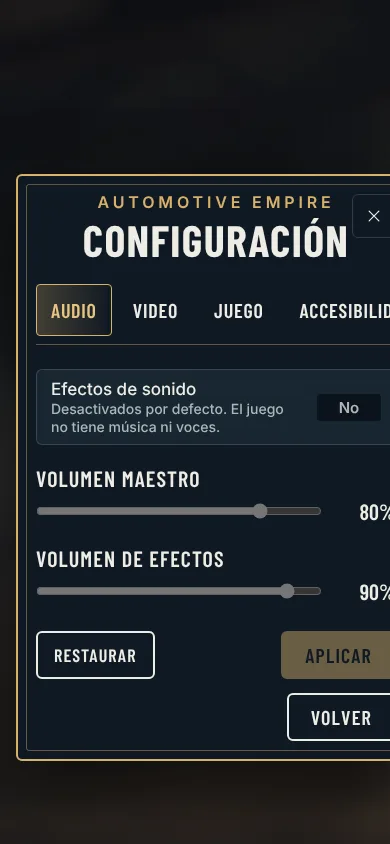 AUTOMOTIVE EMPIRE
CONFIGURACIÓN
AUDIO VIDEO JUEGO ACCESIBILID
Efectos de sonido
Desactivados por defecto. El juego
no tiene música ni voces.
No
VOLUMEN MAESTRO
80%
VOLUMEN DE EFECTOS
90%
RESTAURAR APLICAR
VOLVER